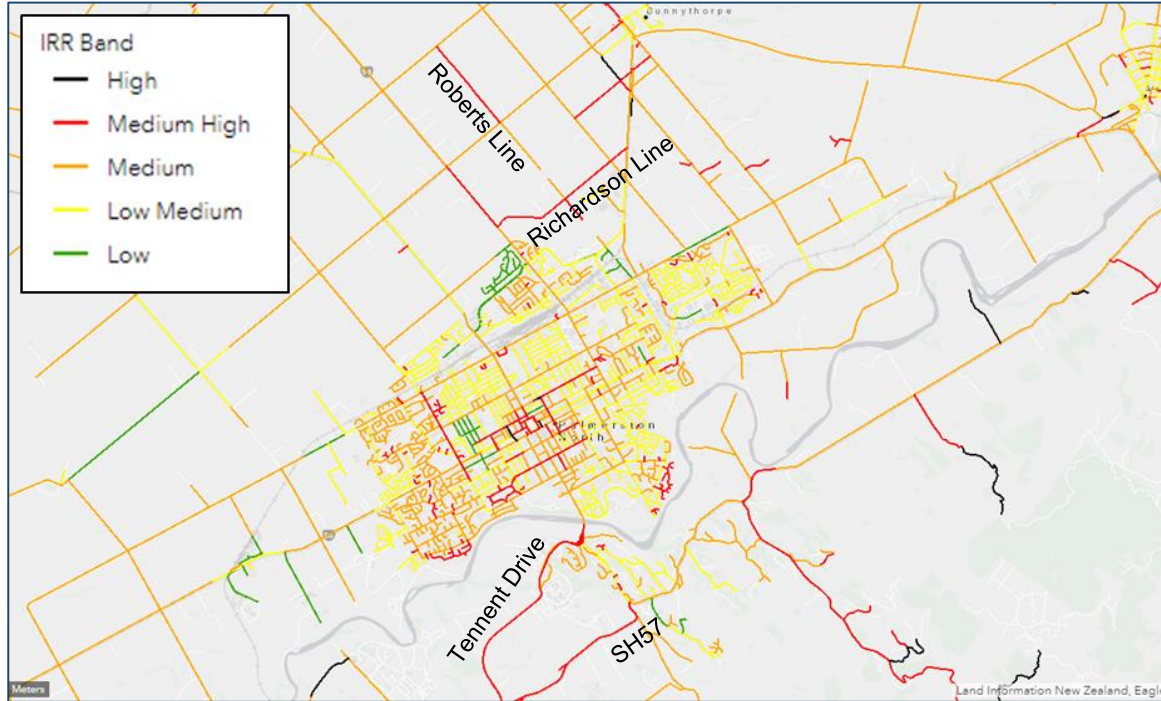 Bunnythorpe
IRR Band
High
Medium High
Medium
Low Medium
Low
Roberts Line
Richardson Line
Palmerston
North
Tennent Drive
SH57
Meters
Land Information New Zealand, Eagle